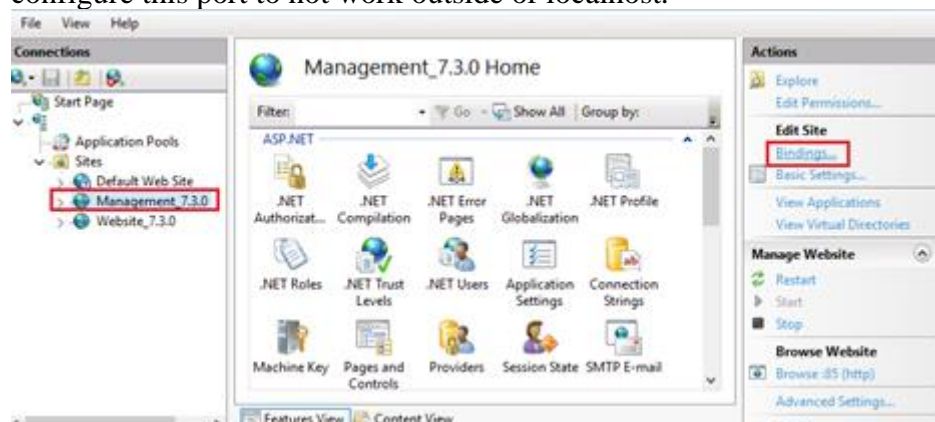 configure this port to not work outside of localhost.
File View Help
Connections
Start Page
Application Pools
Sites
Default Web Site
Management_7.3.0
Website_7.3.0
Management_7.3.0 Home
Filter: Go Show All Group by:
ASP.NET
.NET Authorizat...
.NET Compilation
.NET Error Pages
.NET Globalization
.NET Profile
.NET Roles
.NET Trust Levels
.NET Users
Application Settings
Connection Strings
Machine Key
Pages and Controls
Providers
Session State
SMTP E-mail
Features View Content View
Actions
Explore
Edit Permissions...
Edit Site
Bindings...
Basic Settings...
View Applications
View Virtual Directories
Manage Website
Restart
Start
Stop
Browse Website
Browse :85 (http)
Advanced Settings...